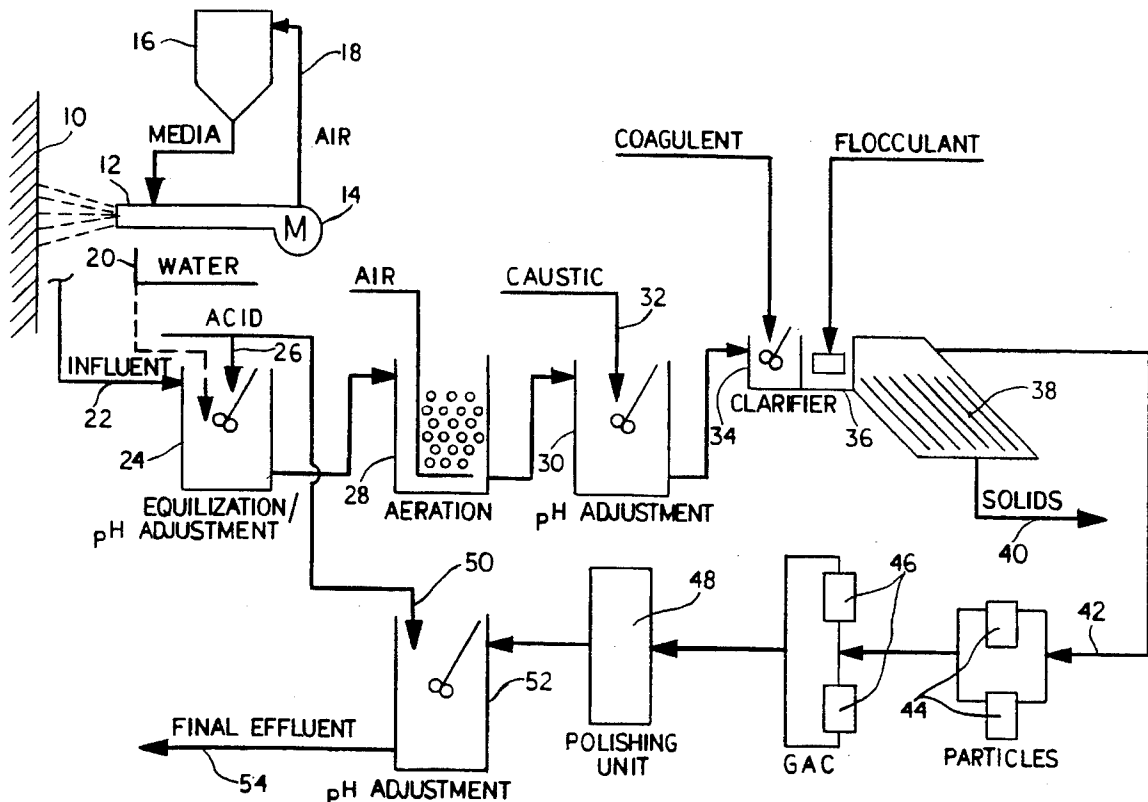 16
18
10
MEDIA
AIR
12
14
M
COAGULENT
FLOCCULANT
20
WATER
AIR
CAUSTIC
32
ACID
26
INFLUENT
22
24
28
30
34
CLARIFIER
36
38
EQUILIZATION/
pH ADJUSTMENT
AERATION
pH ADJUSTMENT
SOLIDS
40
50
48
46
42
44
52
FINAL EFFLUENT
54
pH ADJUSTMENT
POLISHING
UNIT
GAC
PARTICLES